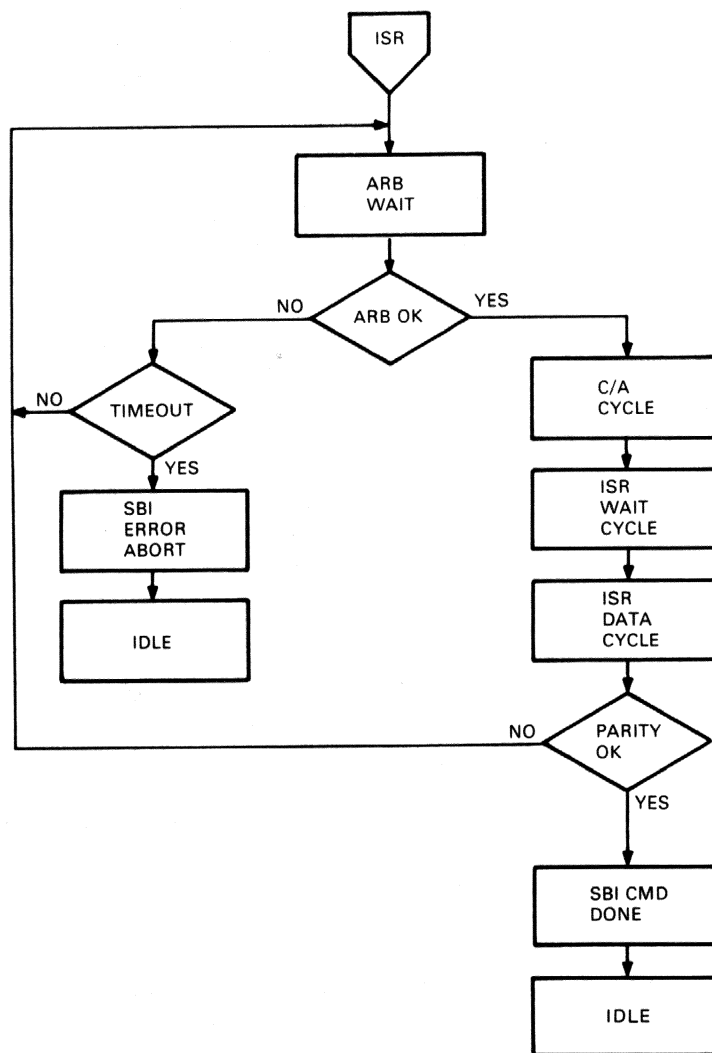 ISR
ARB
WAIT
NO
ARB OK
YES
NO
TIMEOUT
YES
SBI
ERROR
ABORT
IDLE
C/A
CYCLE
ISR
WAIT
CYCLE
ISR
DATA
CYCLE
NO
PARITY
OK
YES
SBI CMD
DONE
IDLE